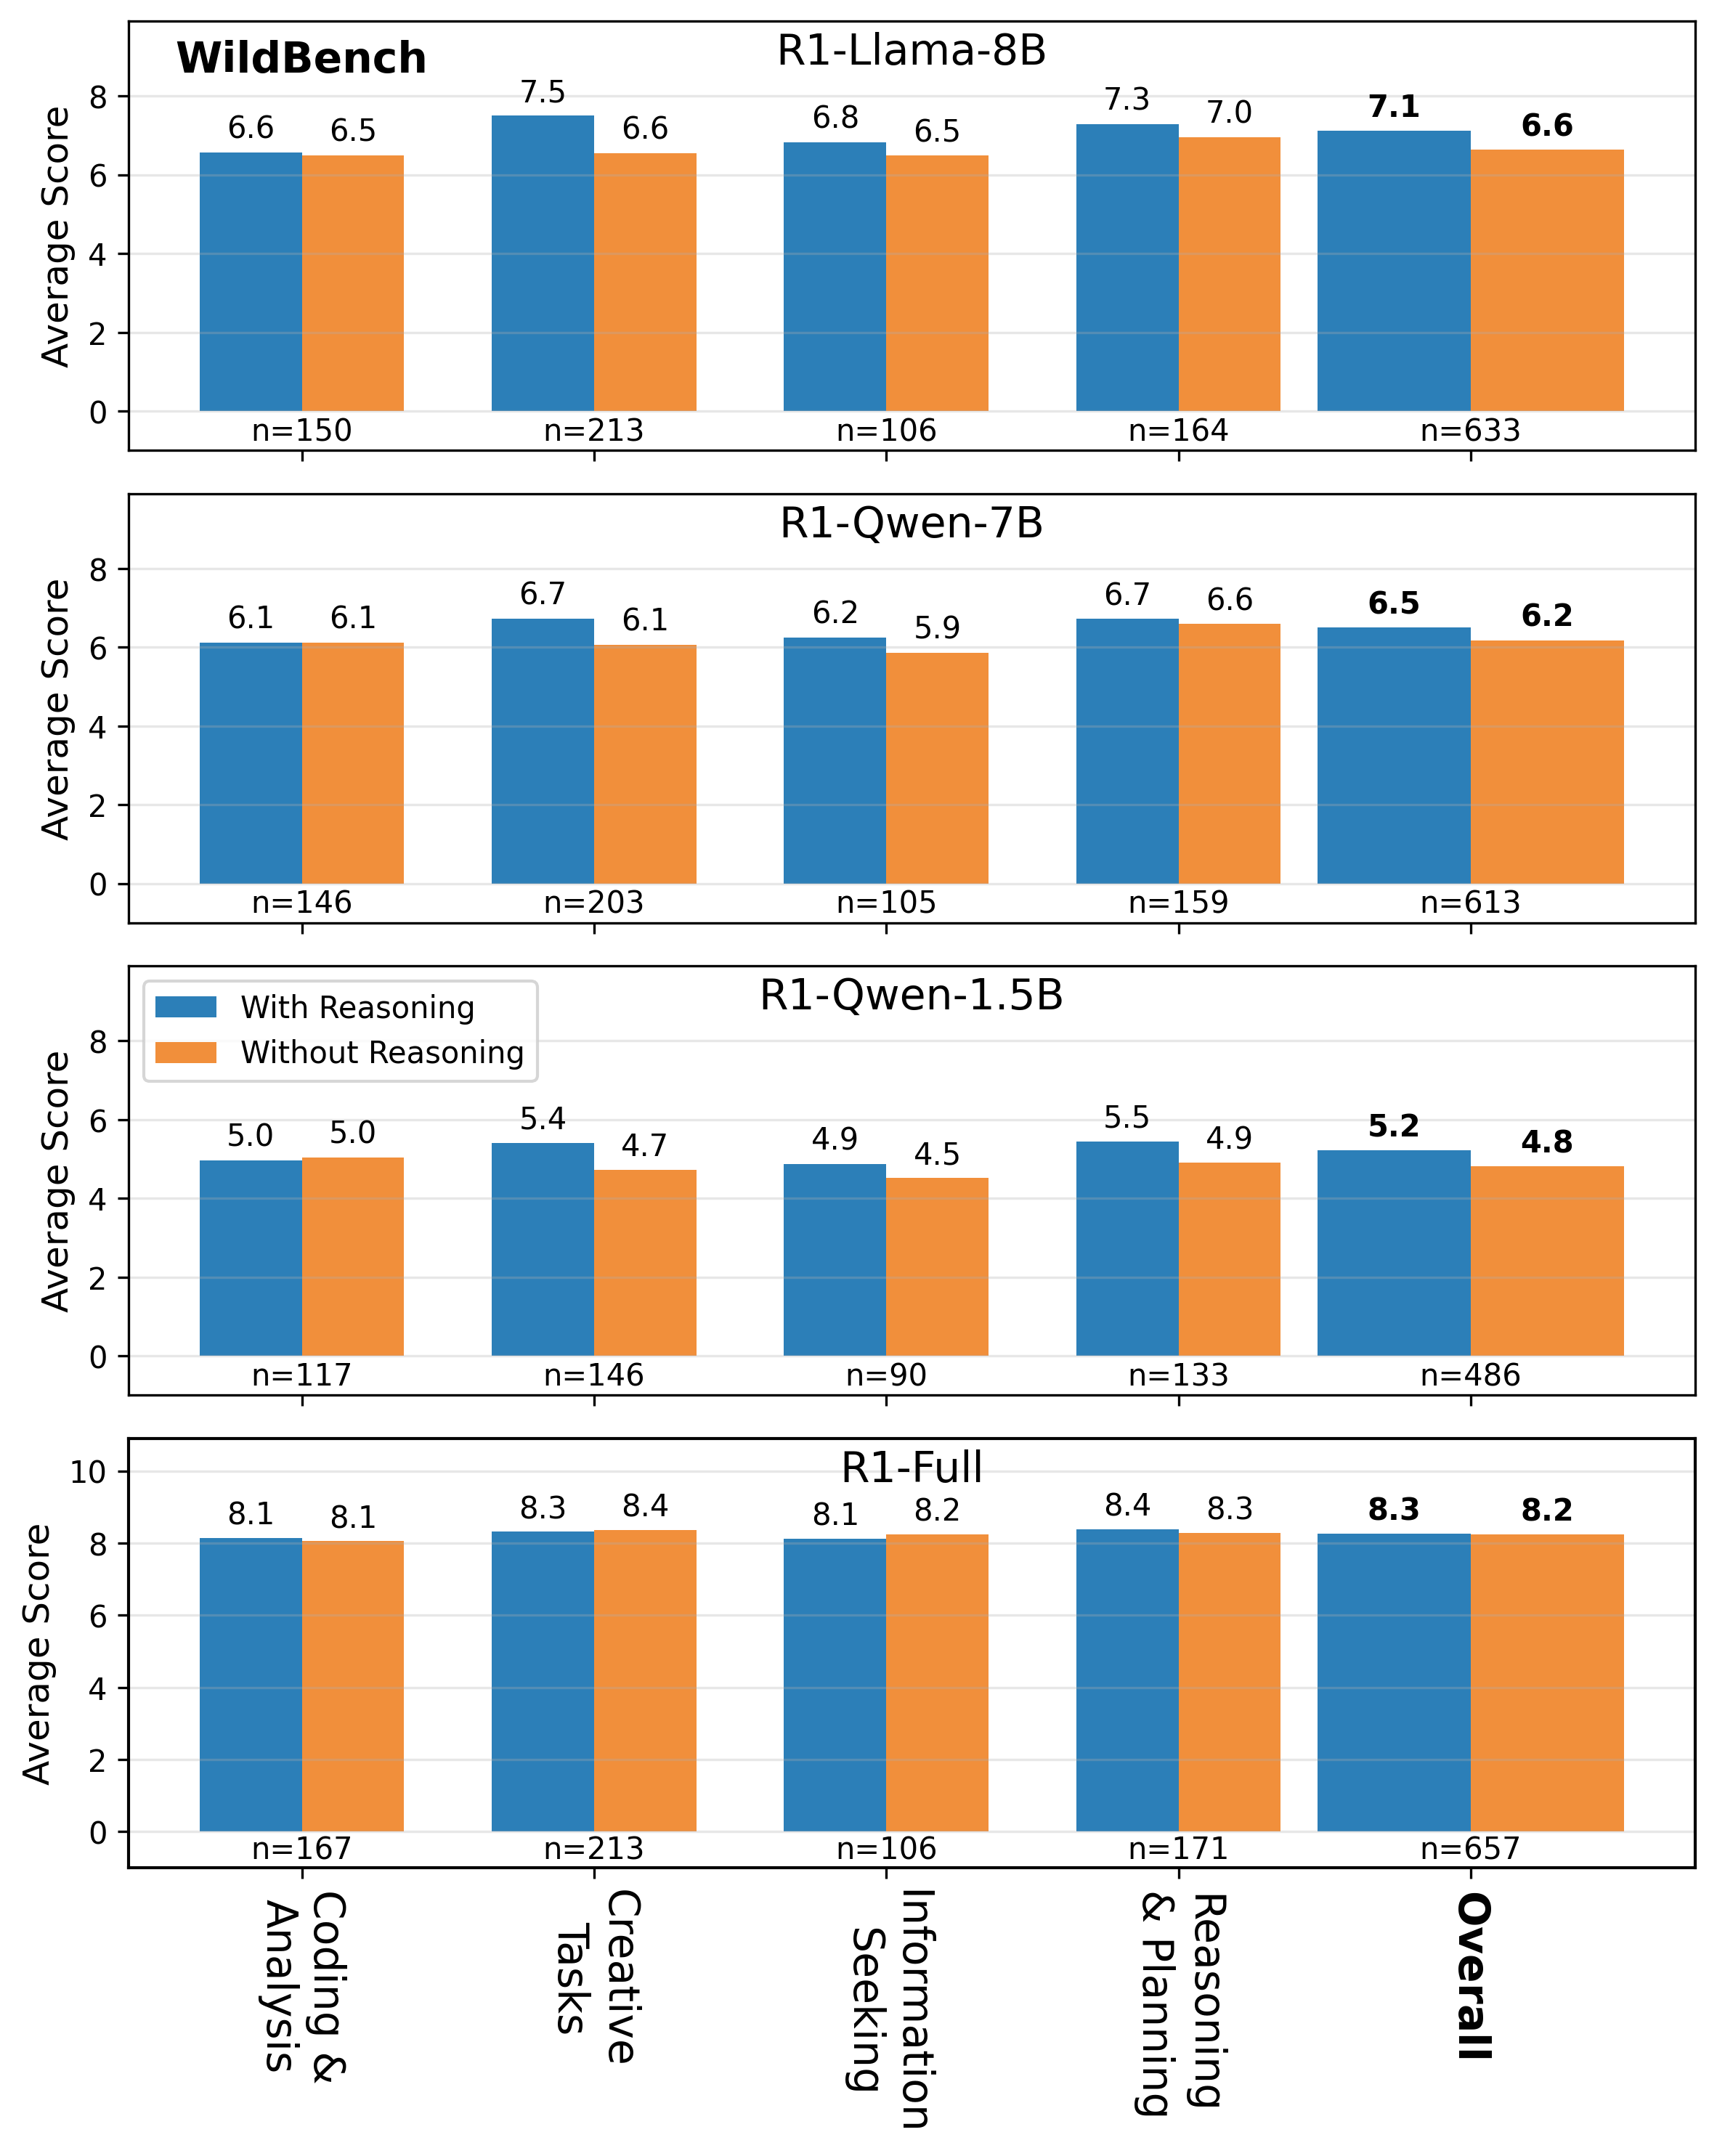 WildBench
R1-Llama-8B
Average Score
8
6
4
2
0
6.6 6.5 7.5 6.6 6.8 6.5 7.3 7.0 7.1 6.6
n=150 n=213 n=106 n=164 n=633
R1-Qwen-7B
Average Score
8
6
4
2
0
6.1 6.1 6.7 6.1 6.2 5.9 6.7 6.6 6.5 6.2
n=146 n=203 n=105 n=159 n=613
R1-Qwen-1.5B
With Reasoning
Without Reasoning
Average Score
8
6
4
2
0
5.0 5.0 5.4 4.7 4.9 4.5 5.5 4.9 5.2 4.8
n=117 n=146 n=90 n=133 n=486
R1-Full
Average Score
10
8
6
4
2
0
8.1 8.1 8.3 8.4 8.1 8.2 8.4 8.3 8.3 8.2
n=167 n=213 n=106 n=171 n=657
Coding &
Analysis
Creative
Tasks
Information
Seeking
Reasoning
& Planning
Overall